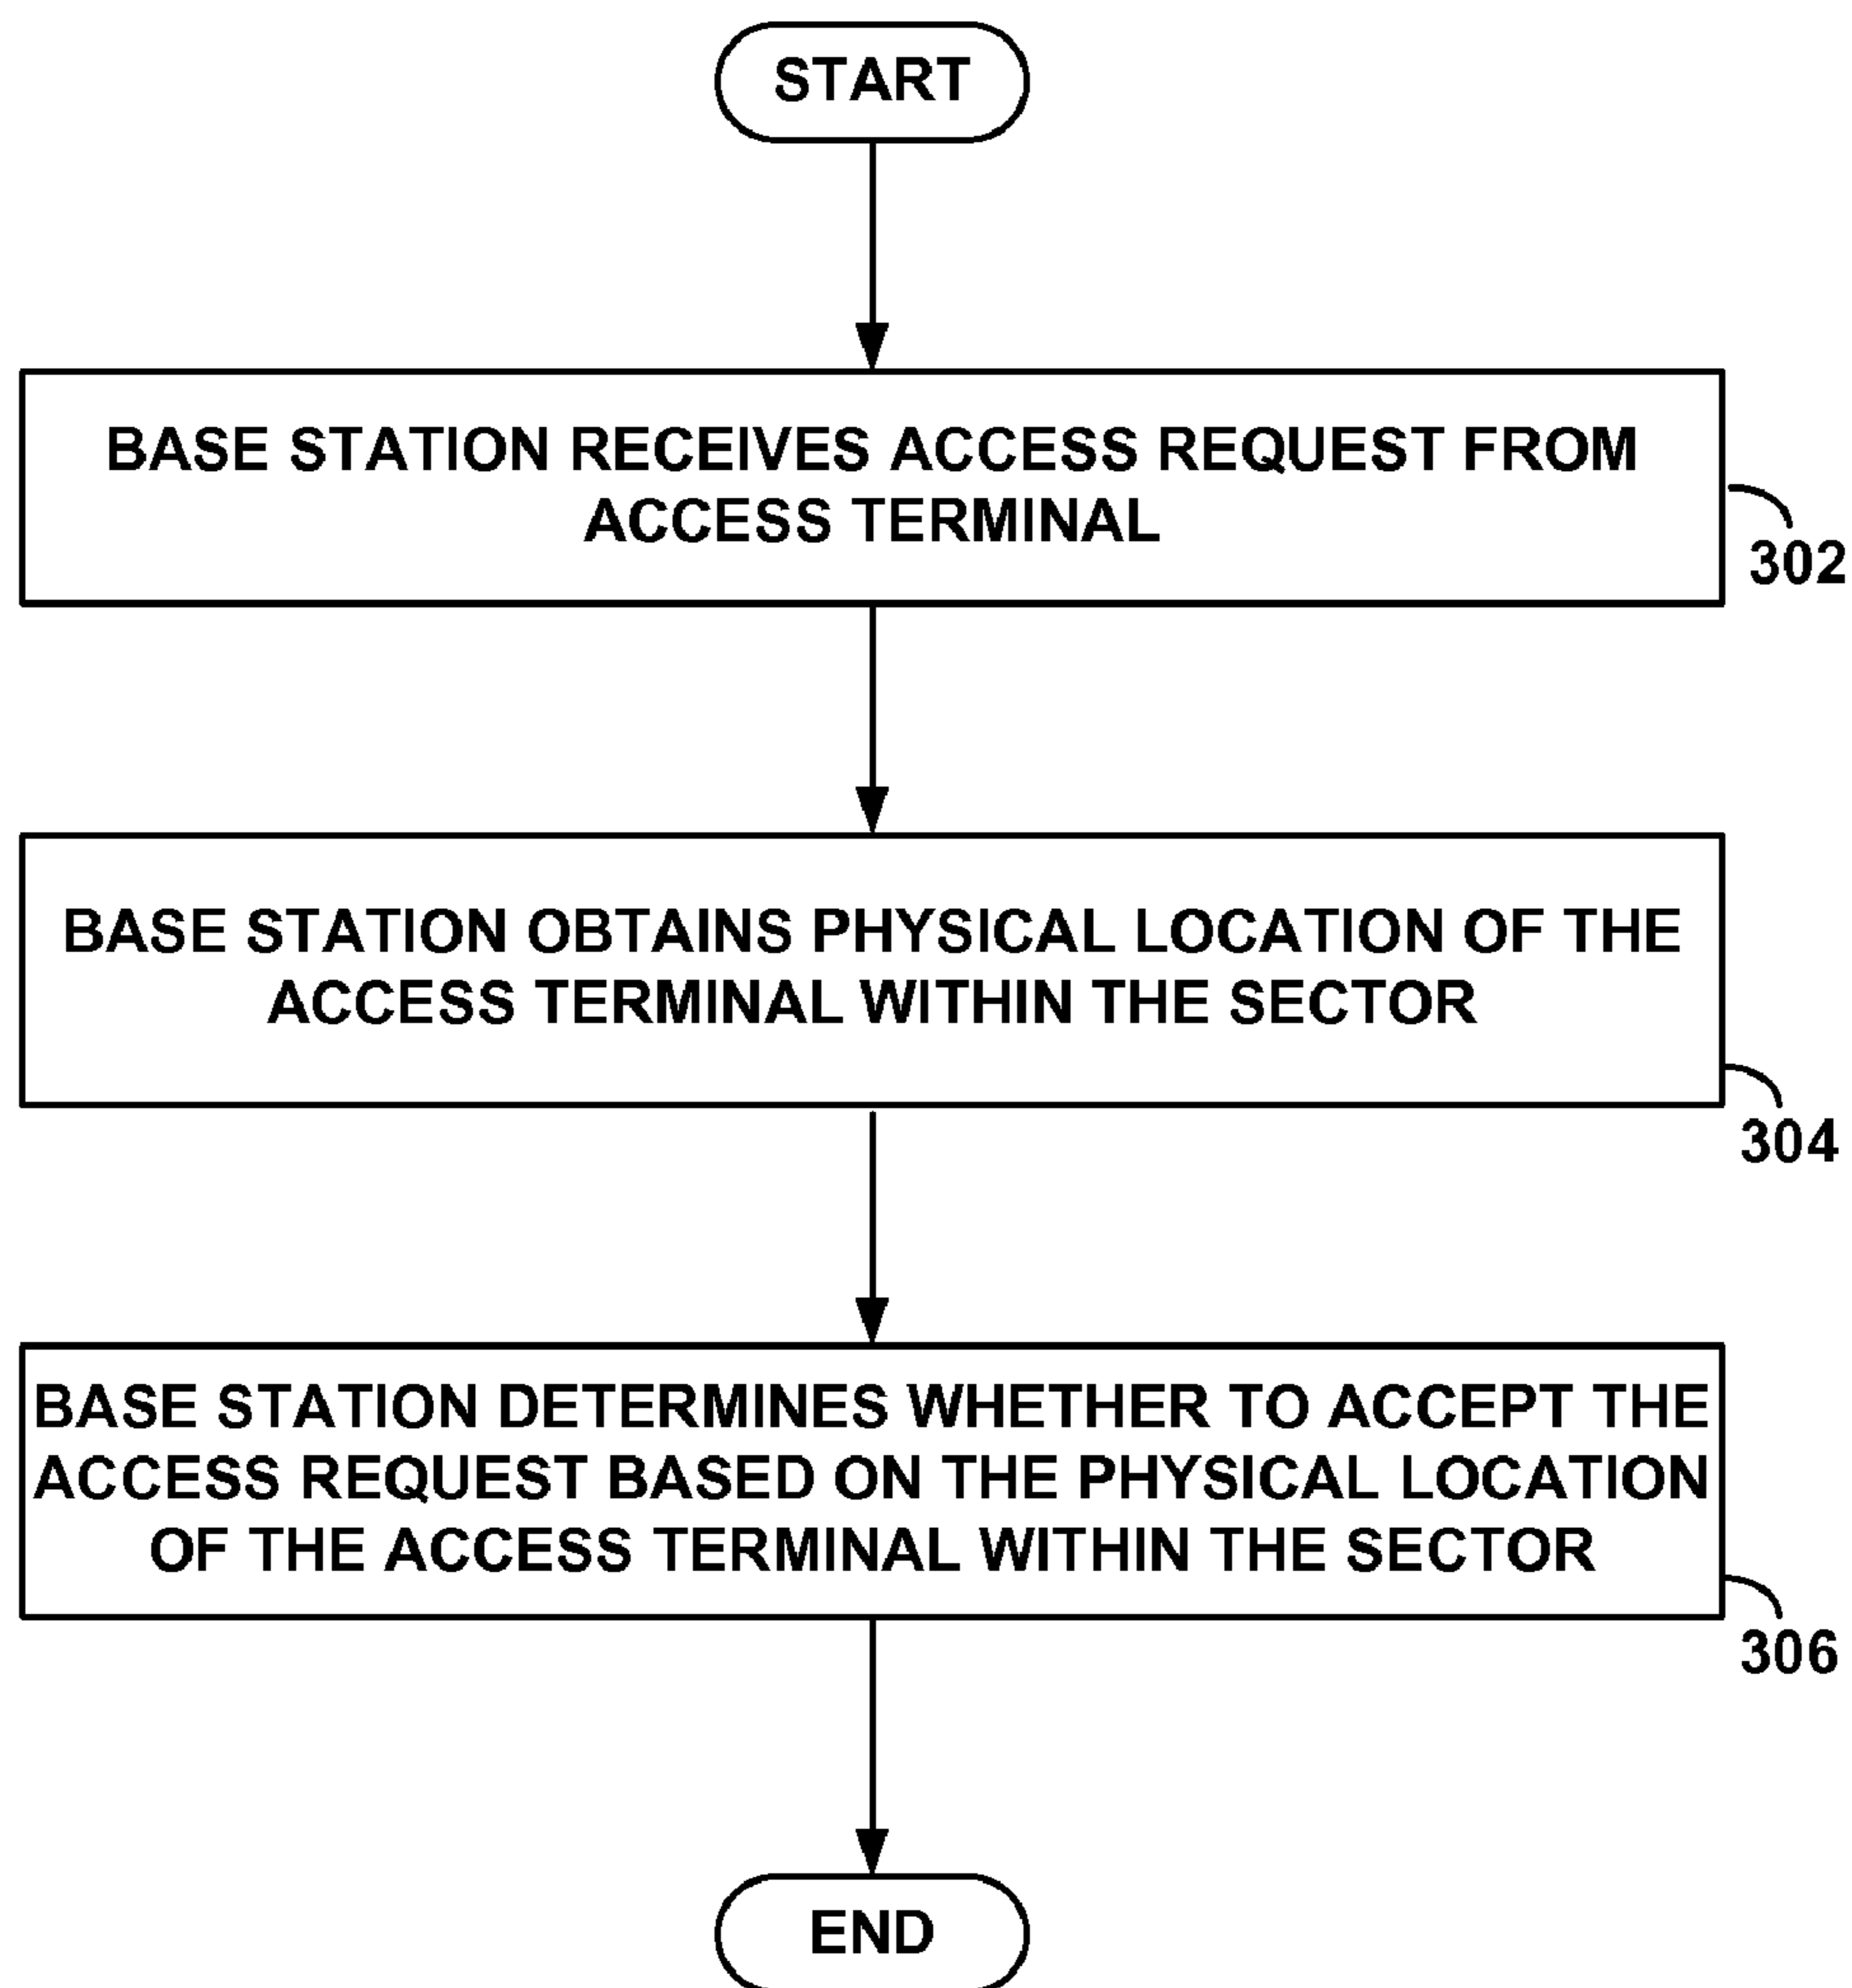 START
BASE STATION RECEIVES ACCESS REQUEST FROM
ACCESS TERMINAL
302
BASE STATION OBTAINS PHYSICAL LOCATION OF THE
ACCESS TERMINAL WITHIN THE SECTOR
304
BASE STATION DETERMINES WHETHER TO ACCEPT THE
ACCESS REQUEST BASED ON THE PHYSICAL LOCATION
OF THE ACCESS TERMINAL WITHIN THE SECTOR
306
END